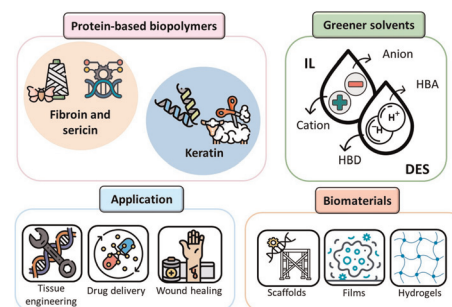 Protein-based biopolymers
Fibroin and
sericin
Keratin
Greener solvents
IL
Anion
Cation
HBA
H⁺
H
HBD
DES
Application
Tissue
engineering
Drug delivery
Wound healing
Biomaterials
Scaffolds
Films
Hydrogels